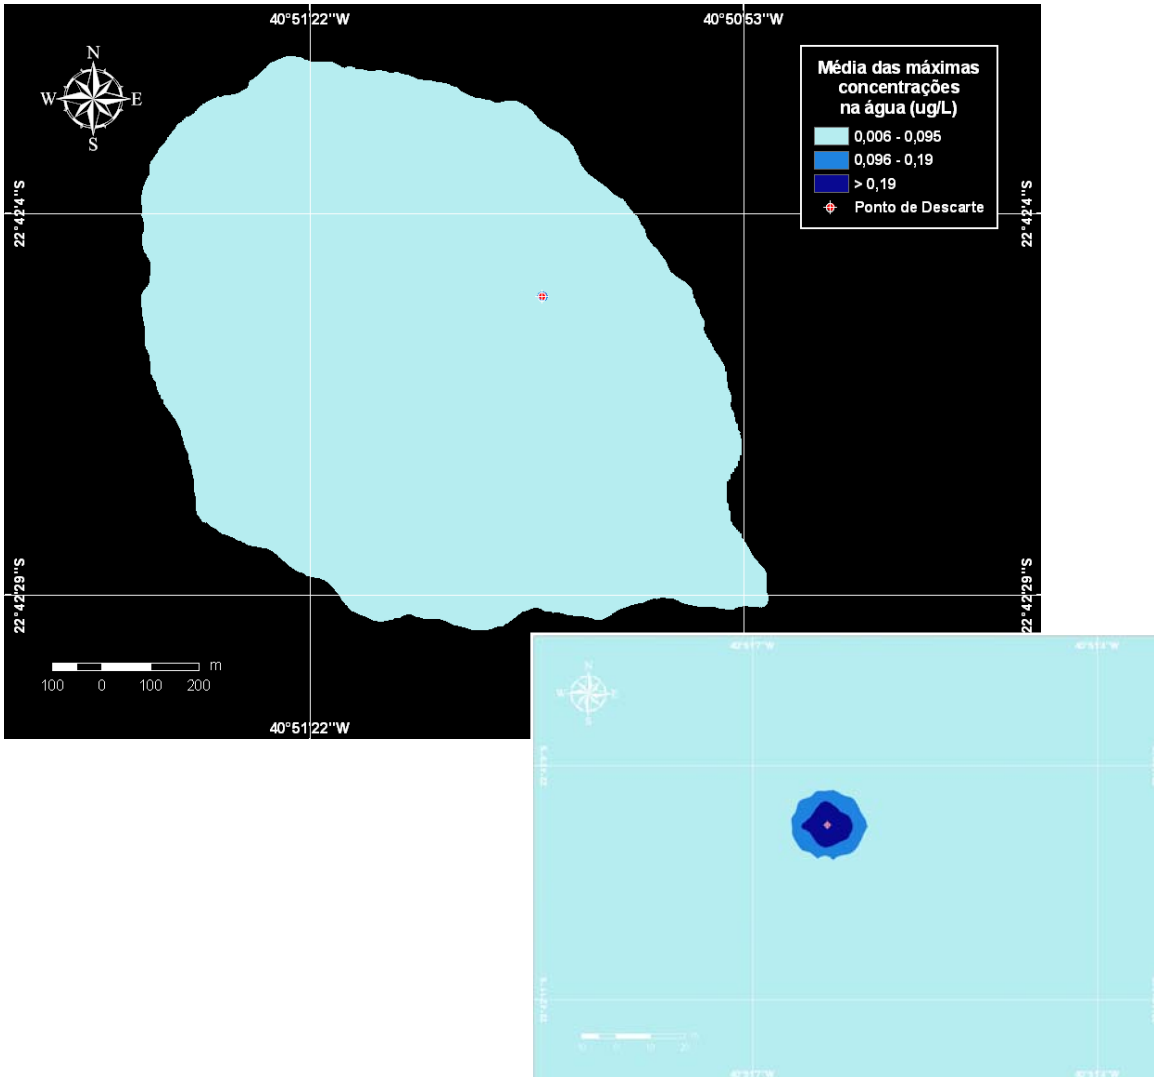 40°51'22"W
40°50'53"W
N
W
E
S
Média das máximas
concentrações
na água (ug/L)
0,006 - 0,095
0,096 - 0,19
> 0,19
Ponto de Descarte
22°42'4"S
22°42'4"S
22°42'29"S
22°42'29"S
m
100
0
100
200
40°51'22"W
N
W
E
S